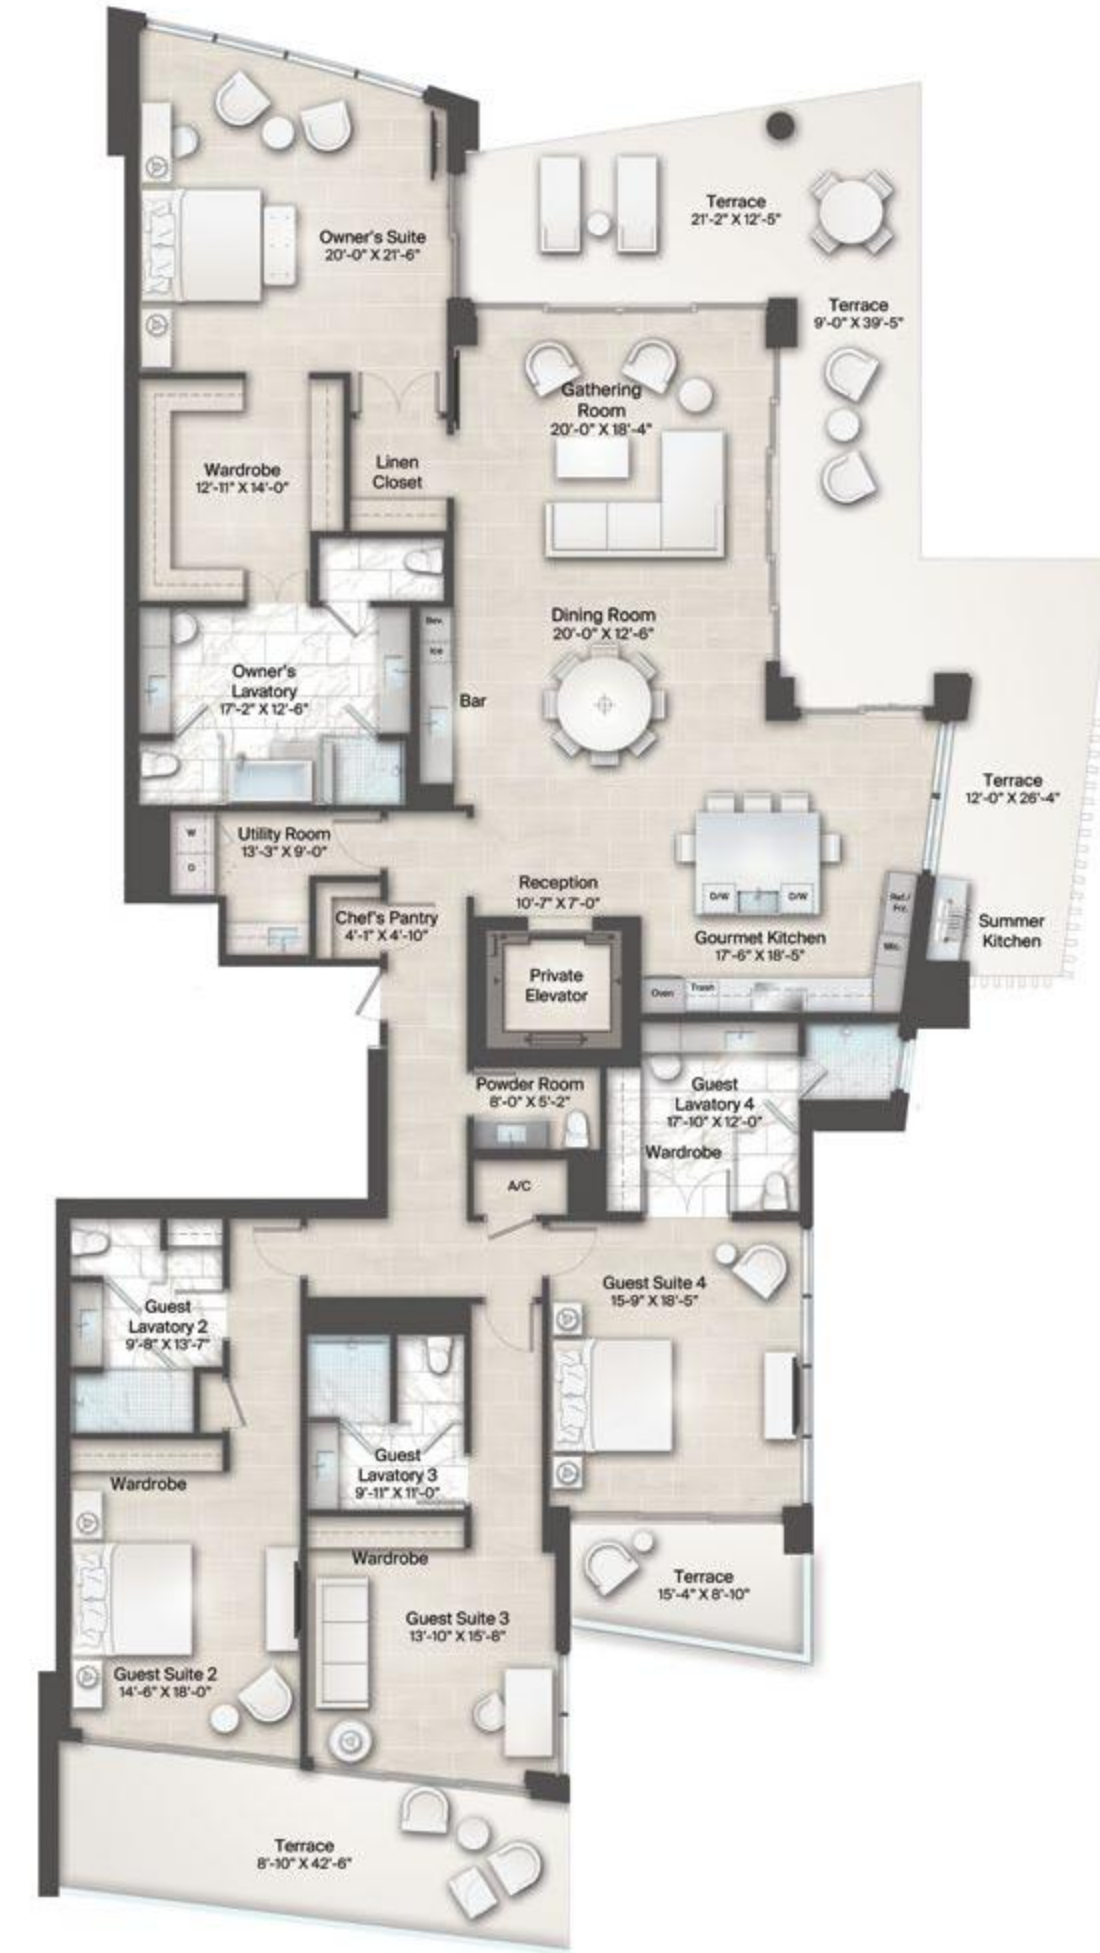 Terrace
21'-2" X 12'-5"
Owner's Suite
20'-0" X 21'-6"
Terrace
9'-0" X 39'-5"
Gathering
Room
20'-0" X 18'-4"
Wardrobe
12'-11" X 14'-0"
Linen
Closet
Dining Room
20'-0" X 12'-6"
Bev.
Ice
Owner's
Lavatory
17'-2" X 12'-6"
Bar
Terrace
12'-0" X 26'-4"
W
D
Utility Room
13'-3" X 9'-0"
Reception
10'-7" X 7'-0"
D/W
D/W
Ref./
Frz.
Chef's Pantry
4'-1" X 4'-10"
Summer
Kitchen
Gourmet Kitchen
17'-6" X 18'-5"
Mic.
Private
Elevator
Oven
Trash
Powder Room
8'-0" X 5'-2"
Guest
Lavatory 4
17'-10" X 12'-0"
Wardrobe
A/C
Guest Suite 4
15-9" X 18'-5"
Guest
Lavatory 2
9'-8" X 13'-7"
Guest
Lavatory 3
9'-11" X 11'-0"
Wardrobe
Wardrobe
Terrace
15'-4" X 8'-10"
Guest Suite 3
13'-10" X 15'-8"
Guest Suite 2
14'-6" X 18'-0"
Terrace
8'-10" X 42'-6"